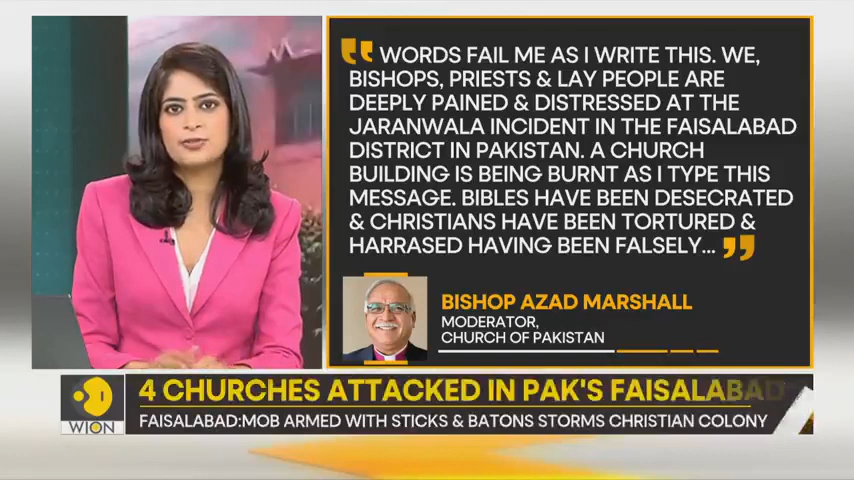 WORDS FAIL ME AS I WRITE THIS. WE,
BISHOPS, PRIESTS & LAY PEOPLE ARE
DEEPLY PAINED & DISTRESSED AT THE
JARANWALA INCIDENT IN THE FAISALABAD
DISTRICT IN PAKISTAN. A CHURCH
BUILDING IS BEING BURNT AS I TYPE THIS
MESSAGE. BIBLES HAVE BEEN DESECRATED
& CHRISTIANS HAVE BEEN TORTURED &
HARRASED HAVING BEEN FALSELY...
BISHOP AZAD MARSHALL
MODERATOR,
CHURCH OF PAKISTAN
4 CHURCHES ATTACKED IN PAK'S FAISALABAD
FAISALABAD:MOB ARMED WITH STICKS & BATONS STORMS CHRISTIAN COLONY
WION